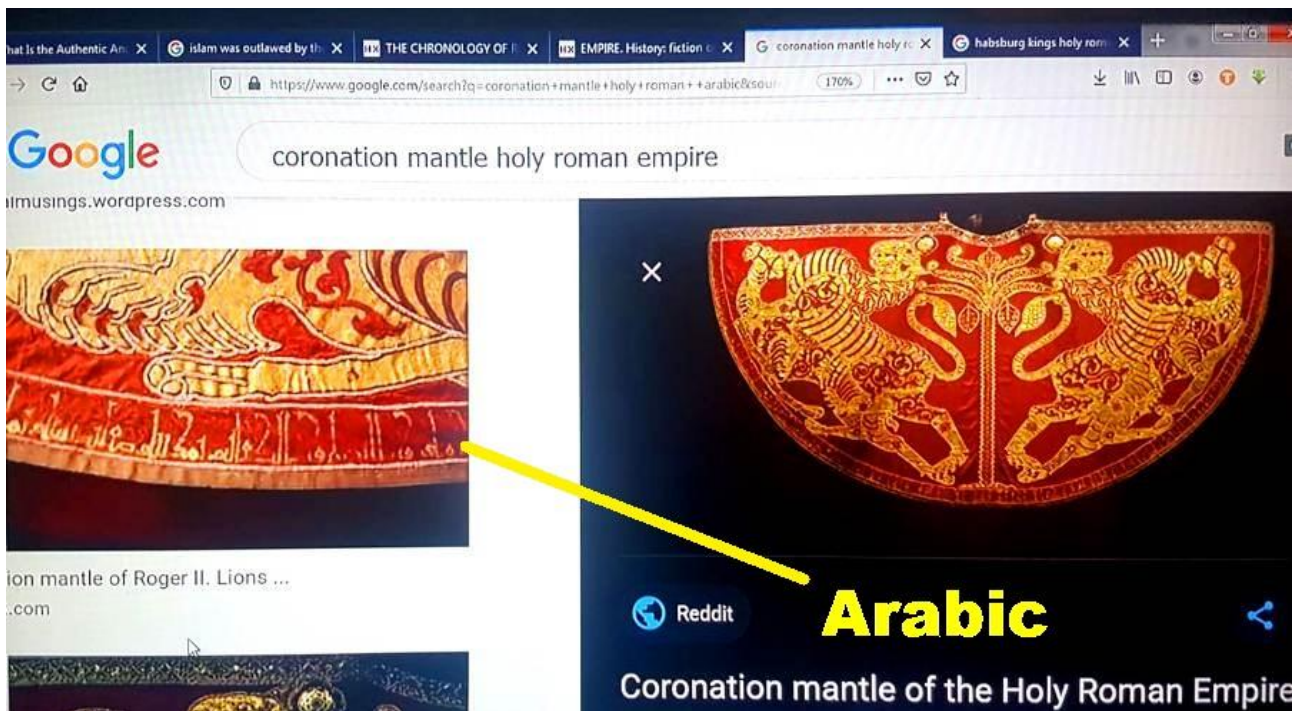 hat Is the Authentic An
islam was outlawed by th
THE CHRONOLOGY OF
EMPIRE. History: fiction
coronation mantle holy ro
habsburg kings holy rom
https://www.google.com/search?q=coronation+mantle+holy+roman++arabic&sour
170%
Google
coronation mantle holy roman empire
imusings.wordpress.com
ion mantle of Roger II. Lions ...
.com
Reddit
Arabic
Coronation mantle of the Holy Roman Empire